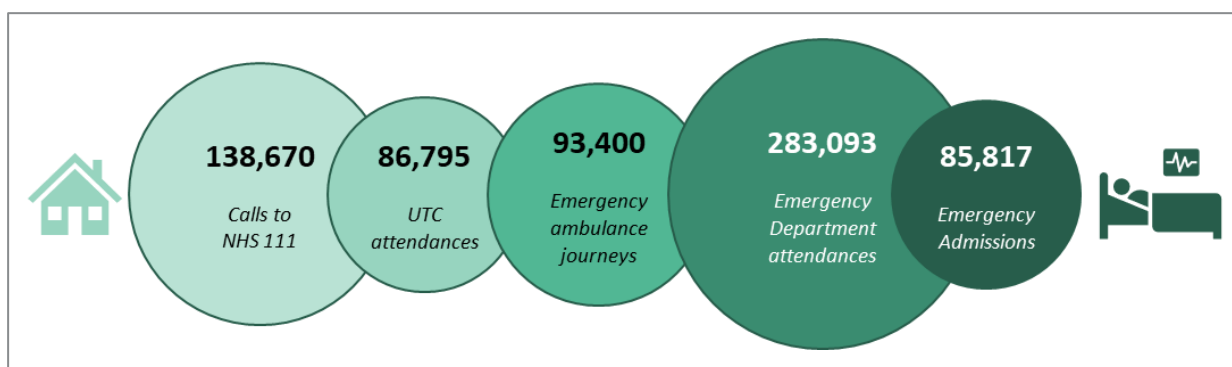 138,670
Calls to
NHS 111
86,795
UTC
attendances
93,400
Emergency
ambulance
journeys
283,093
Emergency
Department
attendances
85,817
Emergency
Admissions